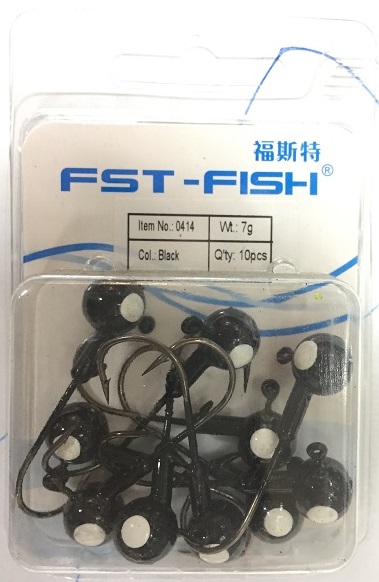 福斯特
FST-FISH®
Item No.: 0414 Wt.: 7g
Col.: Black Q'ty: 10pcs